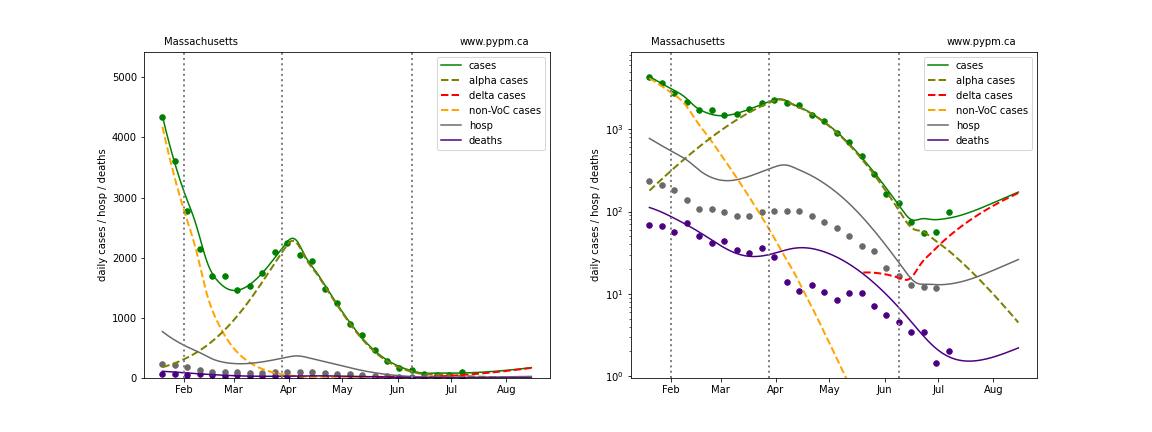 Massachusetts www.pypm.ca
daily cases / hosp / deaths
5000
4000
3000
2000
1000
0
cases
alpha cases
delta cases
non-VoC cases
hosp
deaths
Feb Mar Apr May Jun Jul Aug
Massachusetts www.pypm.ca
daily cases / hosp / deaths
10³
10²
10¹
10⁰
cases
alpha cases
delta cases
non-VoC cases
hosp
deaths
Feb Mar Apr May Jun Jul Aug